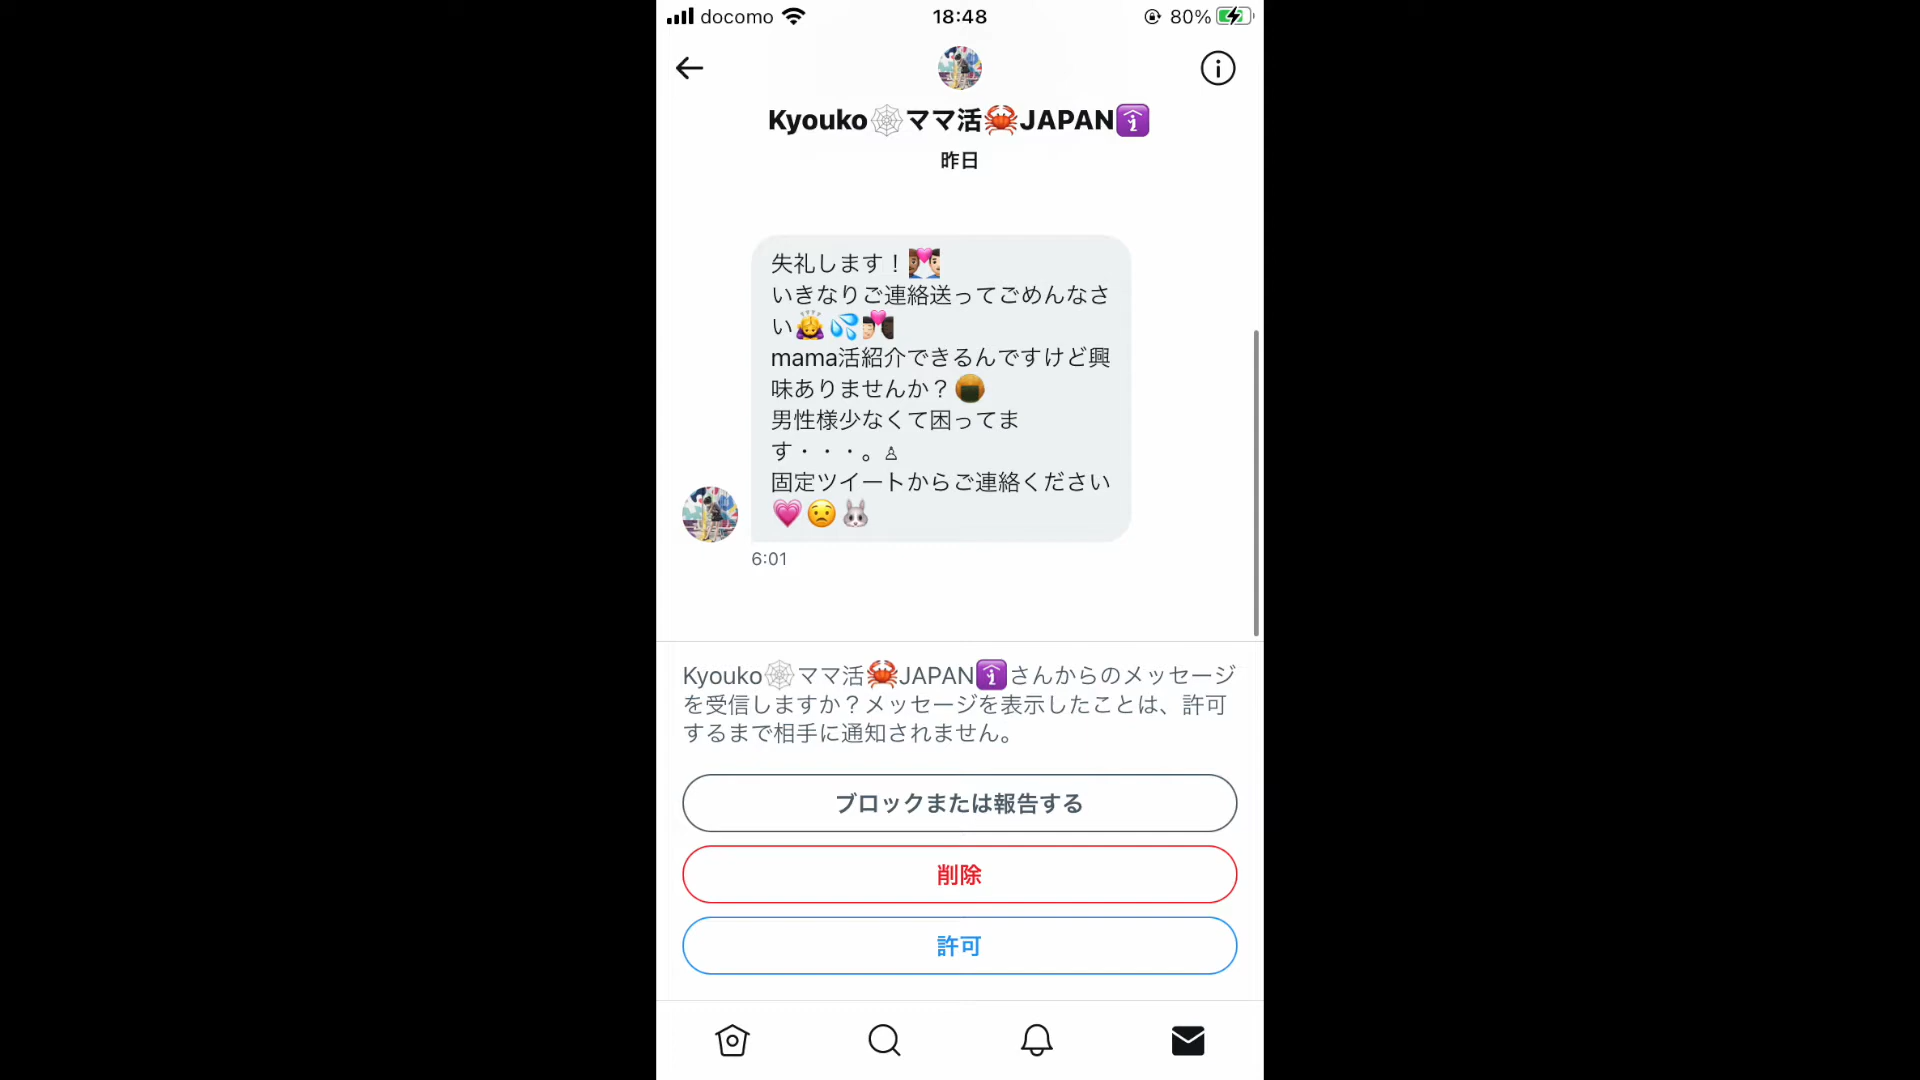 docomo 18:48 80%
Kyouko🕸ママ活🦀JAPAN🛐
昨日
失礼します！👨🏽‍❤️‍👨🏻
いきなりご連絡送ってごめんなさ
い🙇‍♀️💦👨🏻‍❤️‍👨🏿
mama活紹介できるんですけど興
味ありませんか？🍘
男性様少なくて困ってま
す・・・。♙
固定ツイートからご連絡ください
💗😟🐰
6:01
Kyouko🕸ママ活🦀JAPAN🛐さんからのメッセージ
を受信しますか？メッセージを表示したことは、許可
するまで相手に通知されません。
ブロックまたは報告する
削除
許可